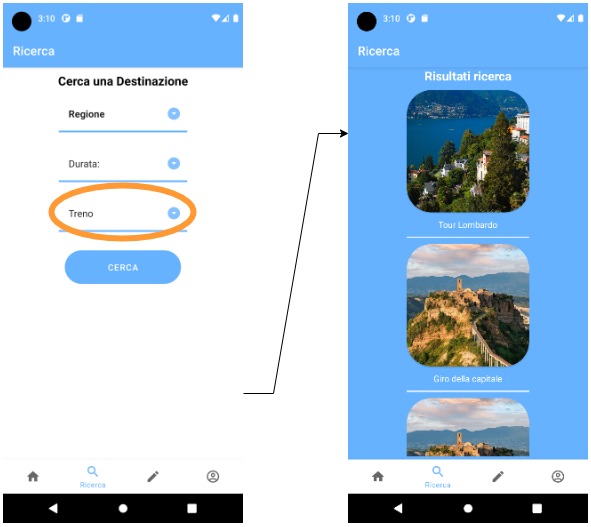 3:10
Ricerca
Cerca una Destinazione
Regione
Durata:
Treno
CERCA
Ricerca
3:10
Ricerca
Risultati ricerca
Tour Lombardo
Giro della capitale
Ricerca